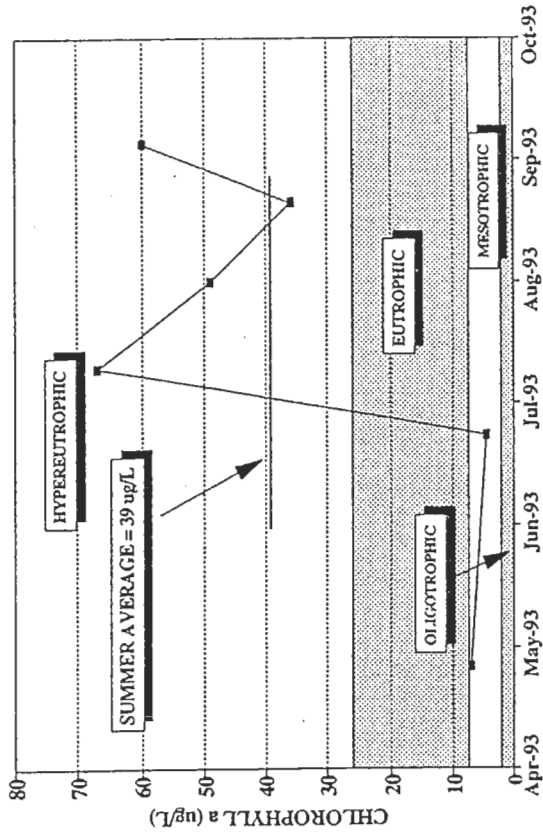 80
70
60
50
40
30
20
10
0
CHLOROPHYLL a (ug/L)
HYPEREUTROPHIC
SUMMER AVERAGE = 39 ug/L
EUTROPHIC
OLIGOTROPHIC
MESOTROPHIC
Apr-93
May-93
Jun-93
Jul-93
Aug-93
Sep-93
Oct-93